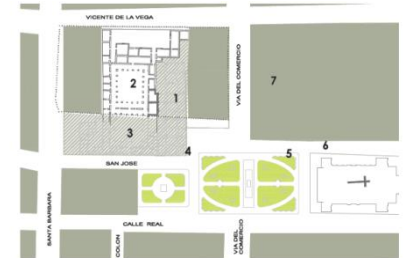 VICENTE DE LA VEGA
VIA DEL COMERCIO
2
1
7
3
4
5
6
SAN JOSE
SANTA BARBARA
CALLE REAL
COLON
VIA DEL
COMERCIO